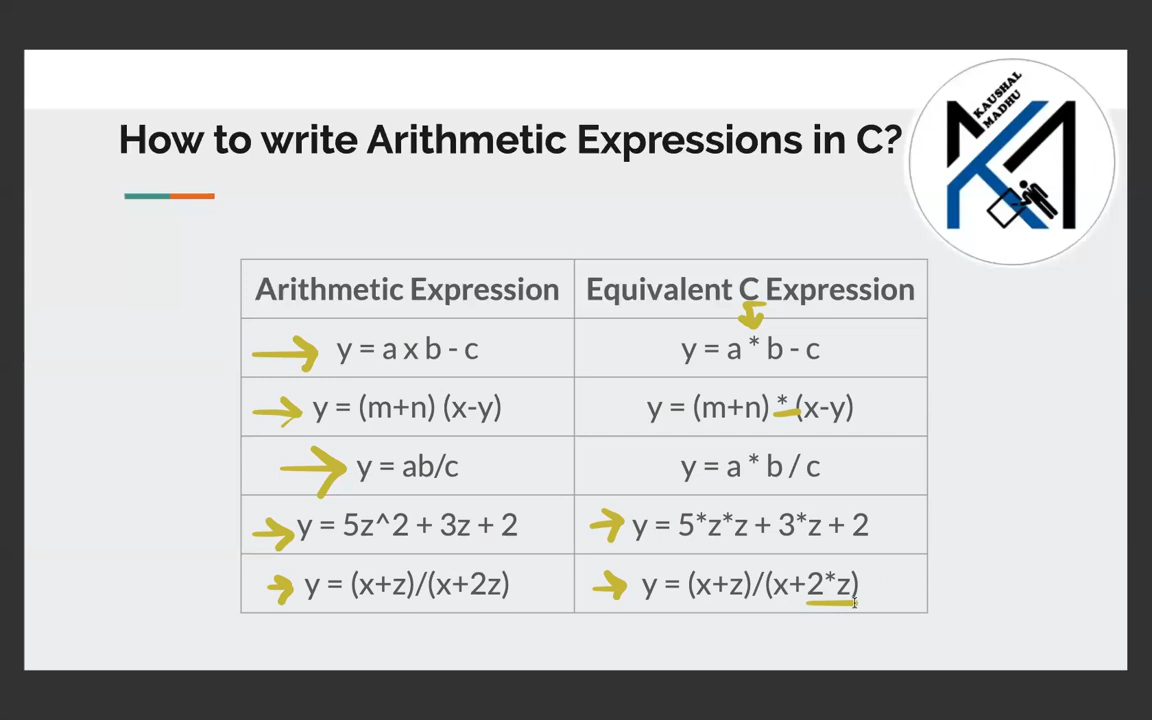 KAUSHAL
MADHU
How to write Arithmetic Expressions in C?
Arithmetic Expression Equivalent C Expression
y = a x b - c y = a * b - c
y = (m+n) (x-y) y = (m+n) * (x-y)
y = ab/c y = a * b / c
y = 5z^2 + 3z + 2 y = 5*z*z + 3*z + 2
y = (x+z)/(x+2z) y = (x+z)/(x+2*z)